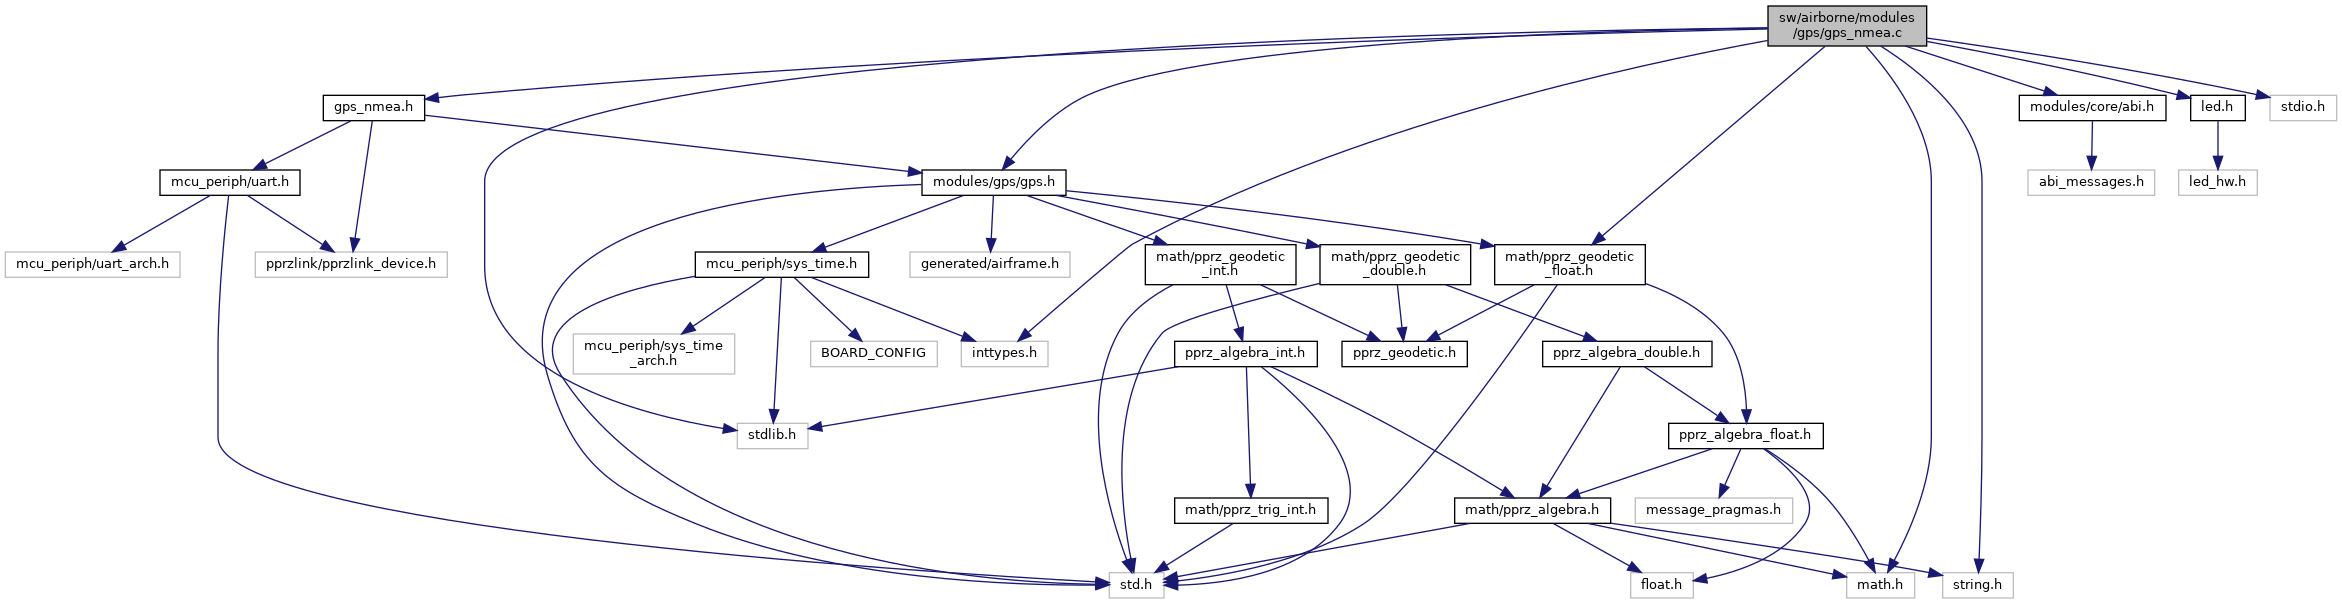 sw/airborne/modules
/gps/gps_nmea.c
gps_nmea.h
modules/core/abi.h
led.h
stdio.h
mcu_periph/uart.h
modules/gps/gps.h
abi_messages.h
led_hw.h
mcu_periph/uart_arch.h
pprzlink/pprzlink_device.h
mcu_periph/sys_time.h
generated/airframe.h
math/pprz_geodetic
_int.h
math/pprz_geodetic
_double.h
math/pprz_geodetic
_float.h
mcu_periph/sys_time
_arch.h
BOARD_CONFIG
inttypes.h
pprz_algebra_int.h
pprz_geodetic.h
pprz_algebra_double.h
stdlib.h
pprz_algebra_float.h
math/pprz_trig_int.h
math/pprz_algebra.h
message_pragmas.h
std.h
float.h
math.h
string.h